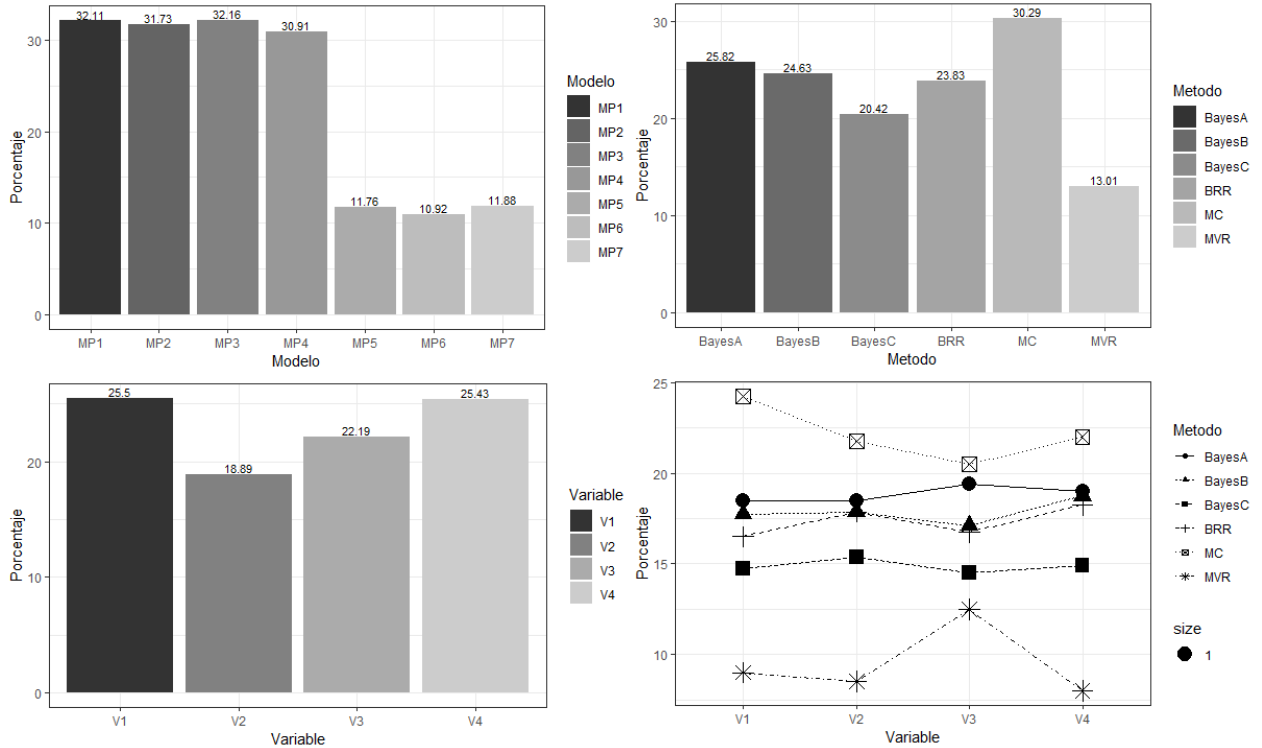 32.11
31.73
32.16
30.91
11.76
10.92
11.88
30
20
10
0
Porcentaje
MP1
MP2
MP3
MP4
MP5
MP6
MP7
Modelo
Modelo
MP1
MP2
MP3
MP4
MP5
MP6
MP7
25.82
24.63
20.42
23.83
30.29
13.01
30
20
10
0
Porcentaje
BayesA
BayesB
BayesC
BRR
MC
MVR
Metodo
Metodo
BayesA
BayesB
BayesC
BRR
MC
MVR
25.5
18.89
22.19
25.43
20
10
0
Porcentaje
V1
V2
V3
V4
Variable
Variable
V1
V2
V3
V4
25
20
15
10
Porcentaje
V1
V2
V3
V4
Variable
Metodo
BayesA
BayesB
BayesC
BRR
MC
MVR
size
1